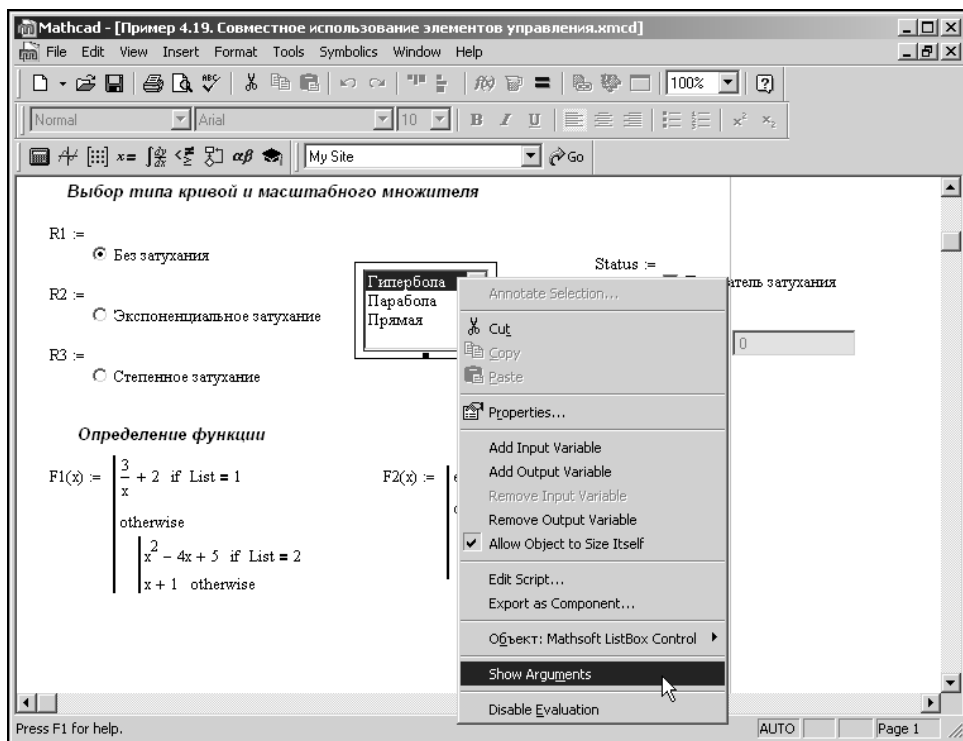 Mathcad - [Пример 4.19. Совместное использование элементов управления.xmcd]
File Edit View Insert Format Tools Symbolics Window Help
100%
Normal Arial 10 B I U x² x₂
x= αβ My Site Go
Выбор типа кривой и масштабного множителя
R1 :=
Без затухания
R2 :=
Экспоненциальное затухание
R3 :=
Степенное затухание
Гипербола
Парабола
Прямая
Status :=
атель затухания
0
Annotate Selection...
Cut
Copy
Paste
Properties...
Add Input Variable
Add Output Variable
Remove Input Variable
Remove Output Variable
Allow Object to Size Itself
Edit Script...
Export as Component...
Объект: Mathsoft ListBox Control
Show Arguments
Disable Evaluation
Определение функции
F1(x) := 3/x + 2 if List = 1
otherwise
x² − 4x + 5 if List = 2
x + 1 otherwise
F2(x) :=
Press F1 for help. AUTO Page 1